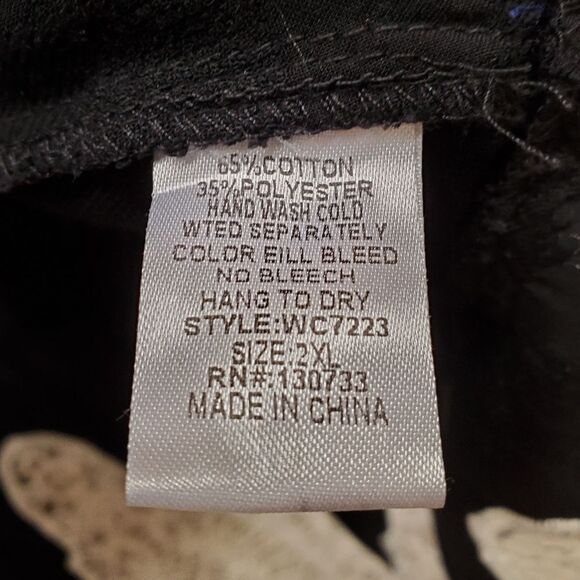 65%COTTON
35%POLYESTER
HAND WASH COLD
WTED SEPARATELY
COLOR EILL BLEED
NO BLEECH
HANG TO DRY
STYLE:WC7223
SIZE:2XL
RN#:130733
MADE IN CHINA